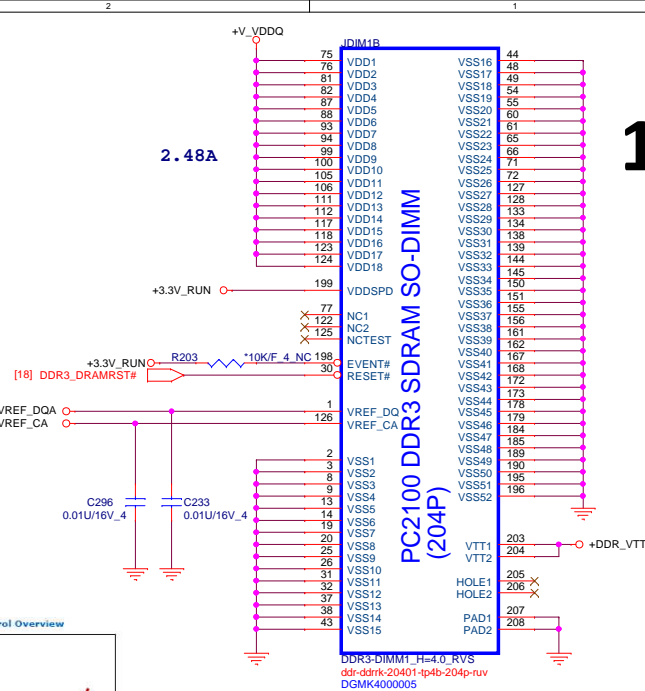 2
1
+V_VDDQ
JDIM1B
75 VDD1 VSS16 44
76 VDD2 VSS17 48
81 VDD3 VSS18 49
82 VDD4 VSS19 54
87 VDD5 VSS20 55
88 VDD6 VSS21 60
93 VDD7 VSS22 61
94 VDD8 VSS23 65
99 VDD9 VSS24 66
100 VDD10 VSS25 71
105 VDD11 VSS26 72
106 VDD12 VSS27 127
111 VDD13 VSS28 128
112 VDD14 VSS29 133
117 VDD15 VSS30 134
118 VDD16 VSS31 138
123 VDD17 VSS32 139
124 VDD18 VSS33 144
2.48A
1
VSS34 145
+3.3V_RUN 199 VDDSPD VSS35 150
VSS36 151
77 NC1 VSS37 155
122 NC2 VSS38 156
125 NCTEST VSS39 161
VSS40 162
+3.3V_RUN R203 *10K/F_4_NC 198 EVENT# VSS41 167
[18] DDR3_DRAMRST# 30 RESET# VSS42 168
VSS43 172
VSS44 173
VREF_DQA 1 VREF_DQ VSS45 178
VREF_CA 126 VREF_CA VSS46 179
VSS47 184
VSS48 185
2 VSS1 VSS49 189
3 VSS2 VSS50 190
8 VSS3 VSS51 195
9 VSS4 VSS52 196
13 VSS5
14 VSS6
19 VSS7
20 VSS8 VTT1 203 +DDR_VTT
25 VSS9 VTT2 204
26 VSS10
31 VSS11 HOLE1 205
32 VSS12 HOLE2 206
37 VSS13
38 VSS14 PAD1 207
43 VSS15 PAD2 208
C296
0.01U/16V_4
C233
0.01U/16V_4
PC2100 DDR3 SDRAM SO-DIMM
(204P)
rol Overview
DDR3-DIMM1_H=4.0_RVS
ddr-ddrrk-20401-tp4b-204p-ruv
DGMK4000005